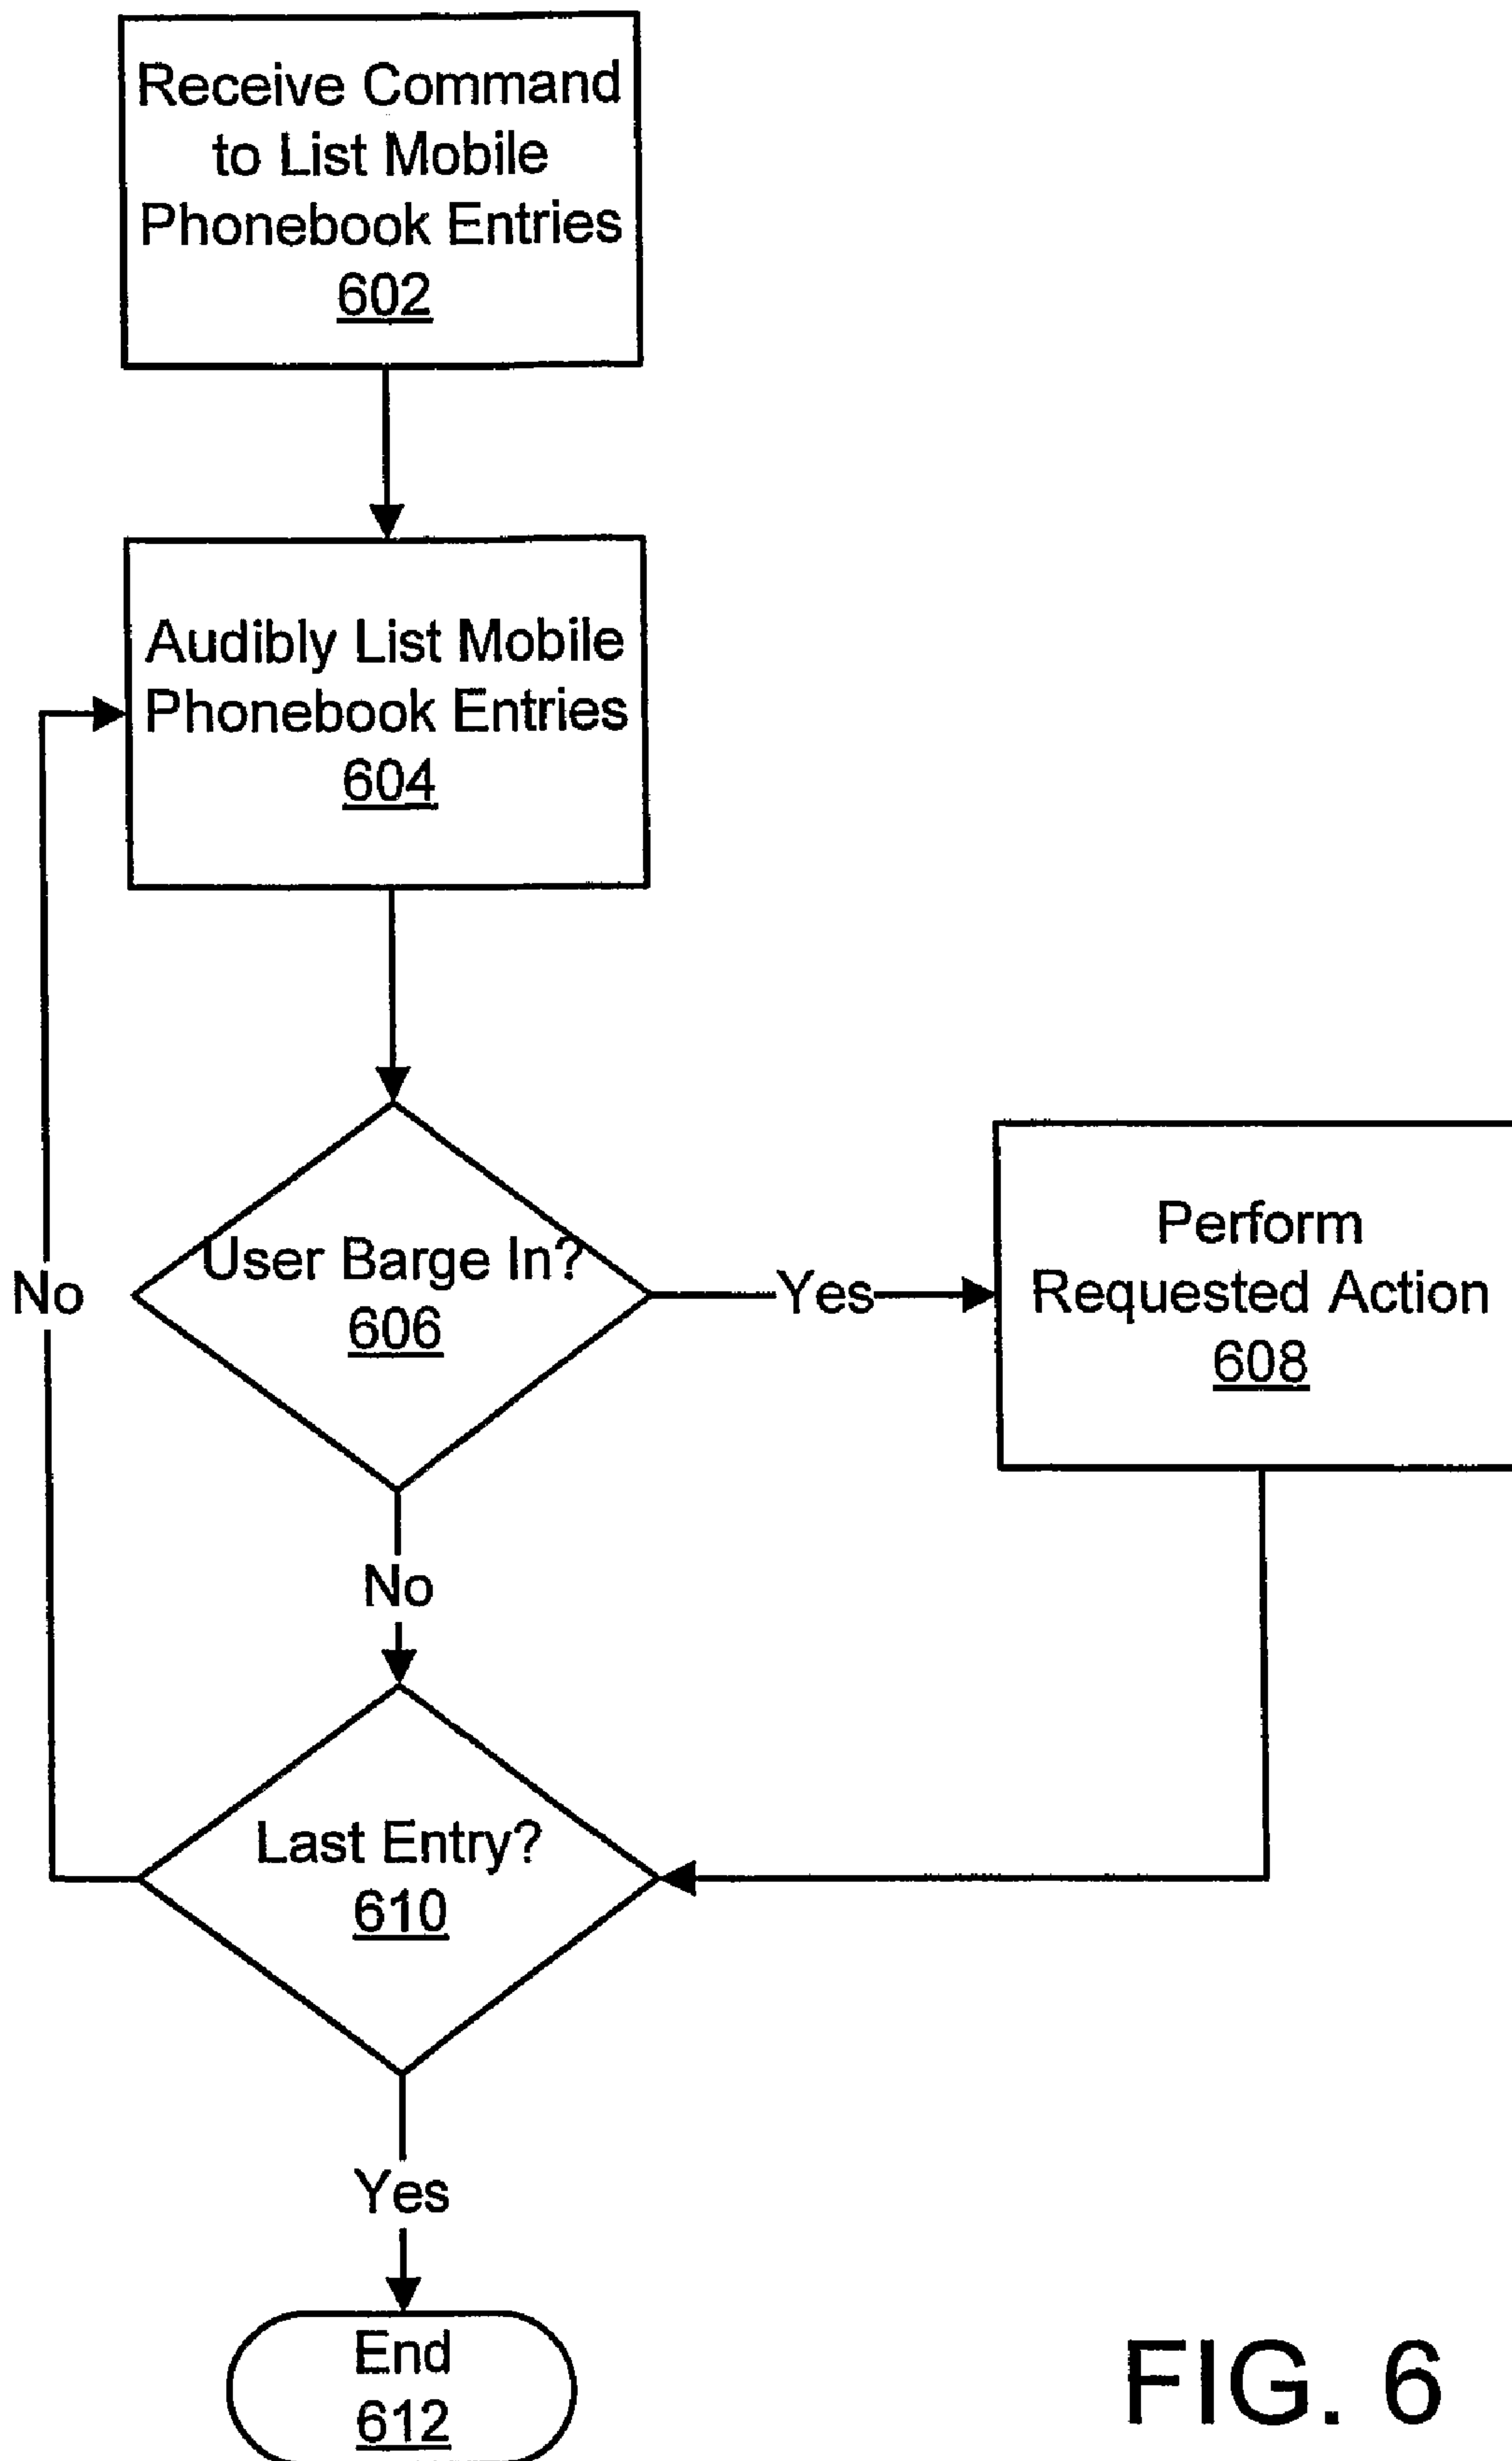 Receive Command
to List Mobile
Phonebook Entries
602
Audibly List Mobile
Phonebook Entries
604
User Barge In?
606
Yes
Perform
Requested Action
608
No
No
Last Entry?
610
Yes
End
612
FIG. 6